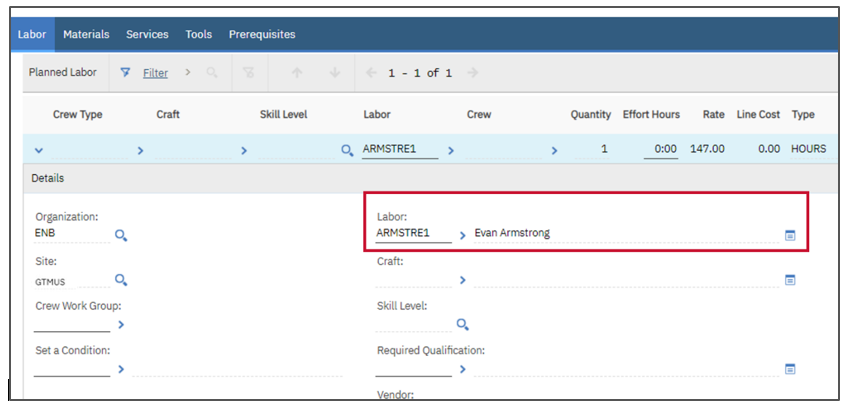 Labor Materials Services Tools Prerequisites
Planned Labor Filter 1 - 1 of 1
Crew Type Craft Skill Level Labor Crew Quantity Effort Hours Rate Line Cost Type
ARMSTRE1 1 0:00 147.00 0.00 HOURS
Details
Organization: Labor:
ENB ARMSTRE1 Evan Armstrong
Site: Craft:
GTMUS
Crew Work Group: Skill Level:
Set a Condition: Required Qualification:
Vendor: